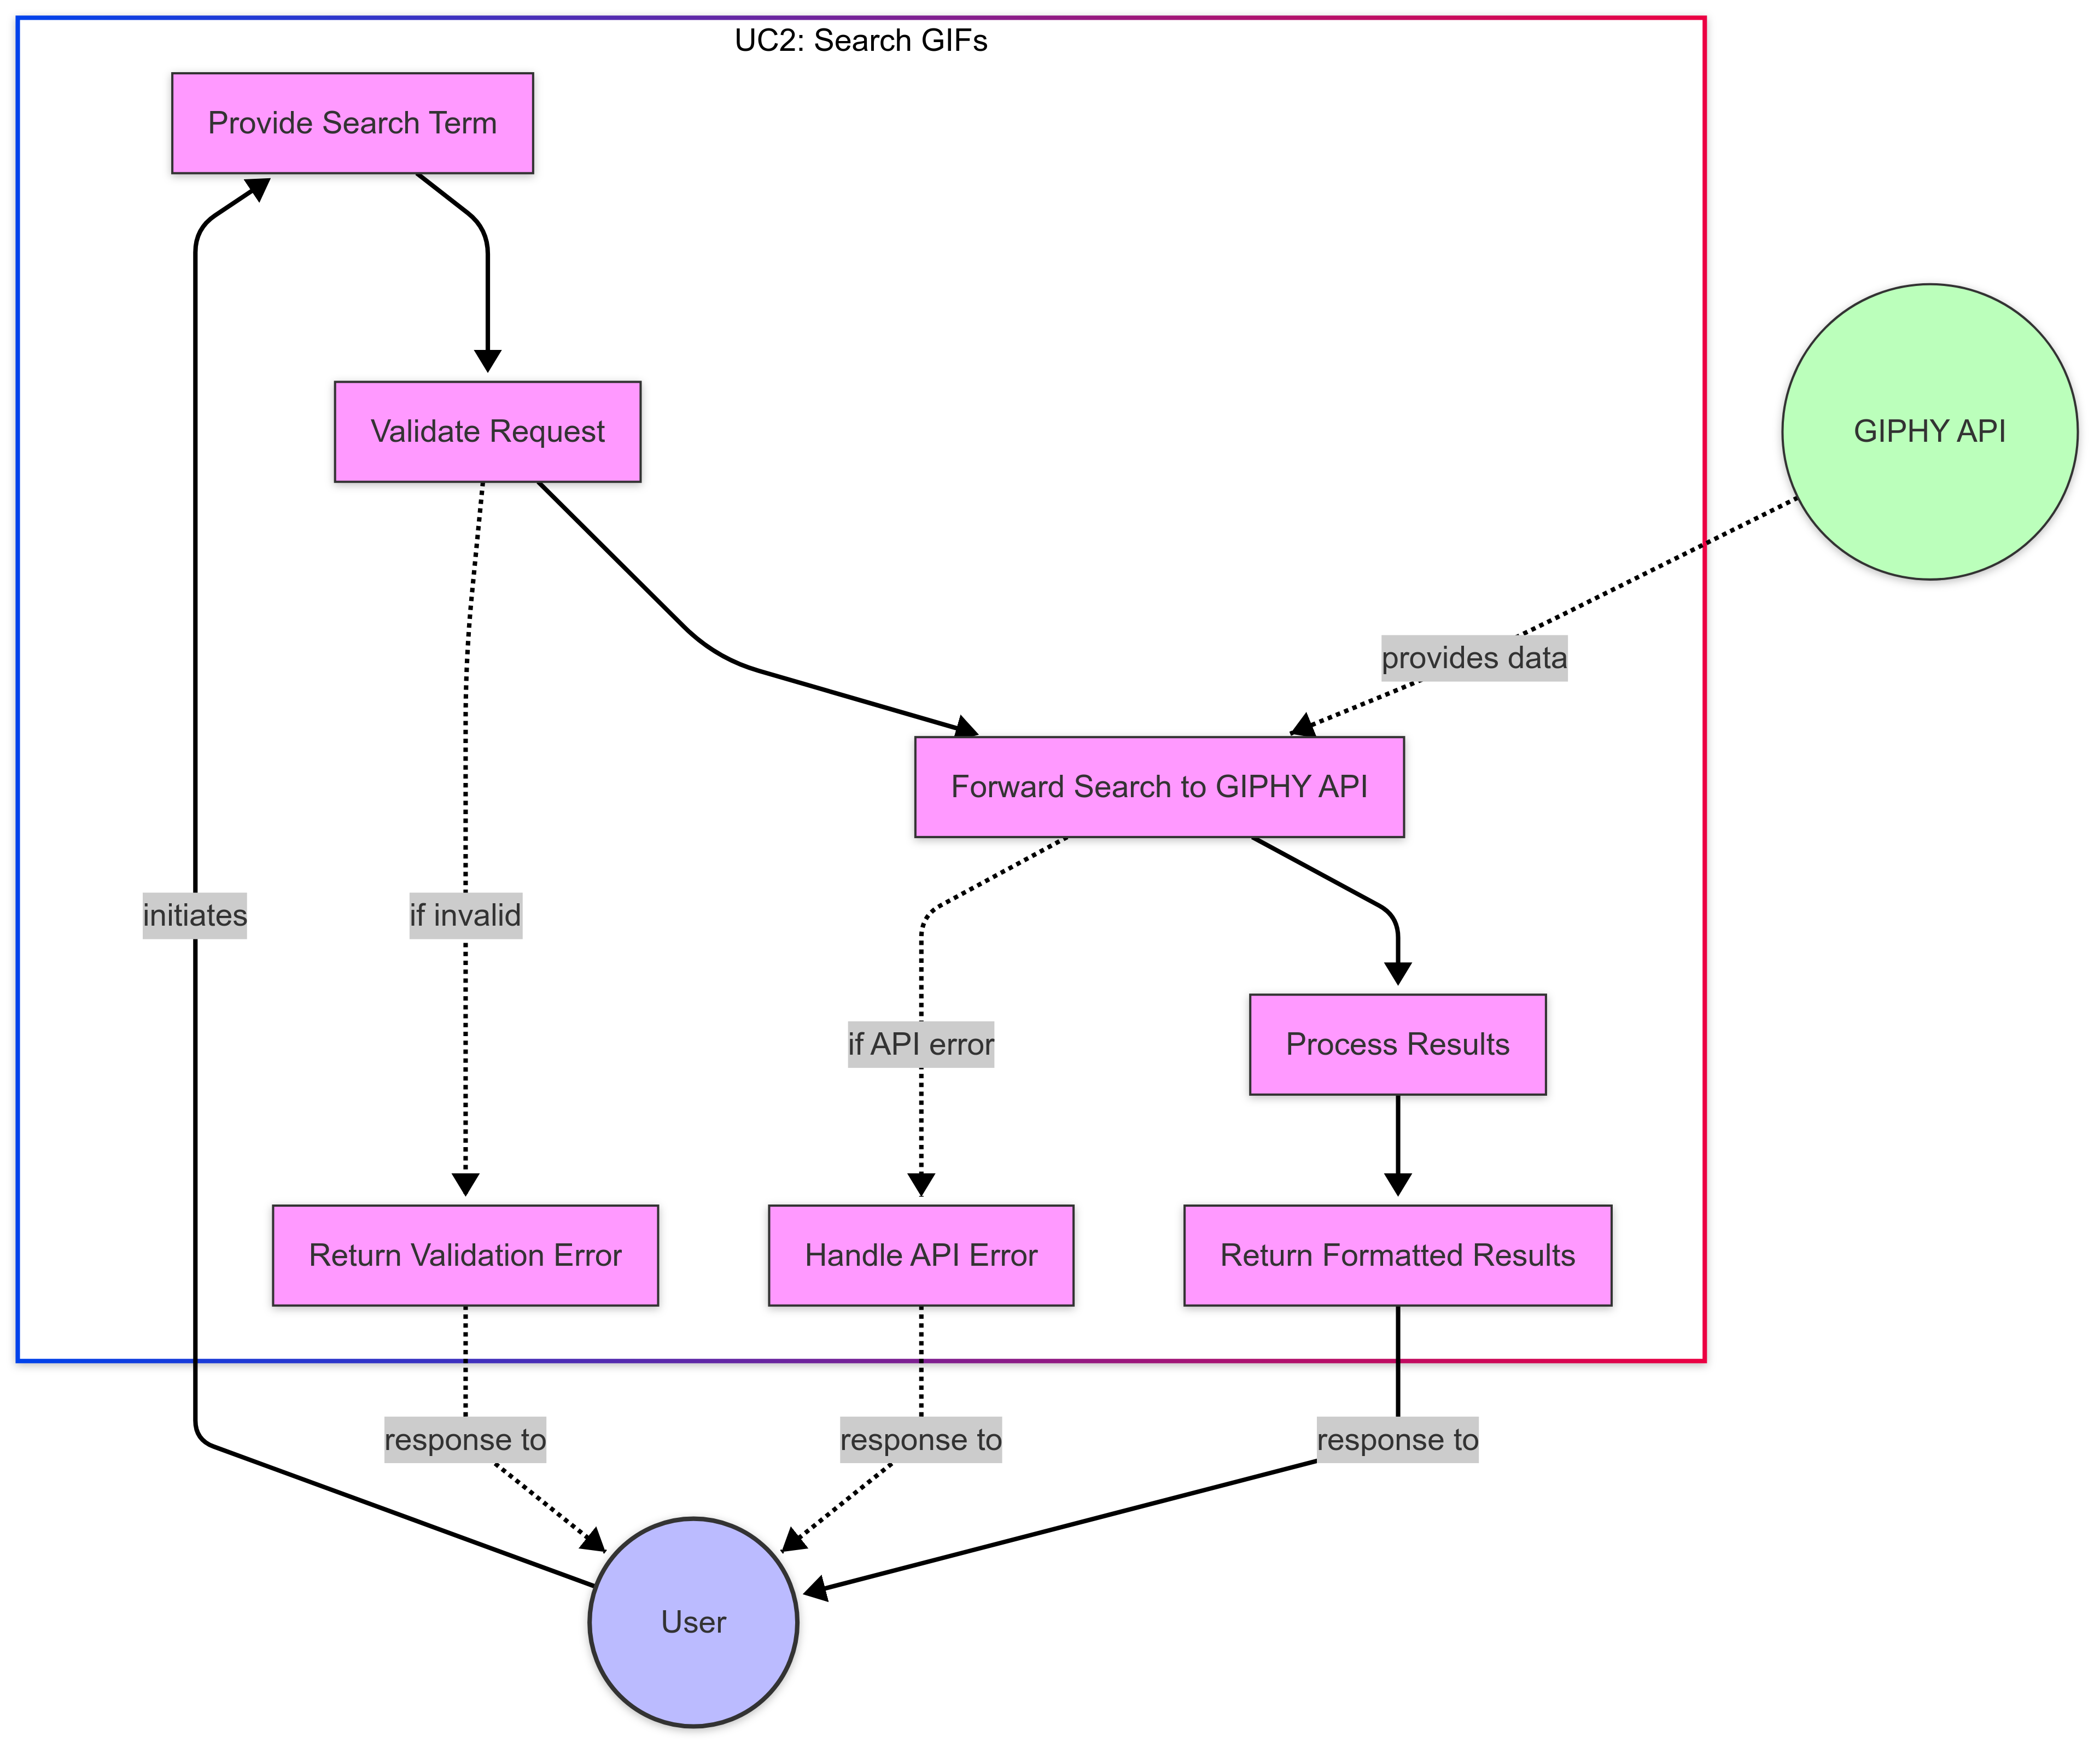 UC2: Search GIFs
Provide Search Term
Validate Request
GIPHY API
provides data
Forward Search to GIPHY API
initiates
if invalid
if API error
Process Results
Return Validation Error
Handle API Error
Return Formatted Results
response to
response to
response to
User